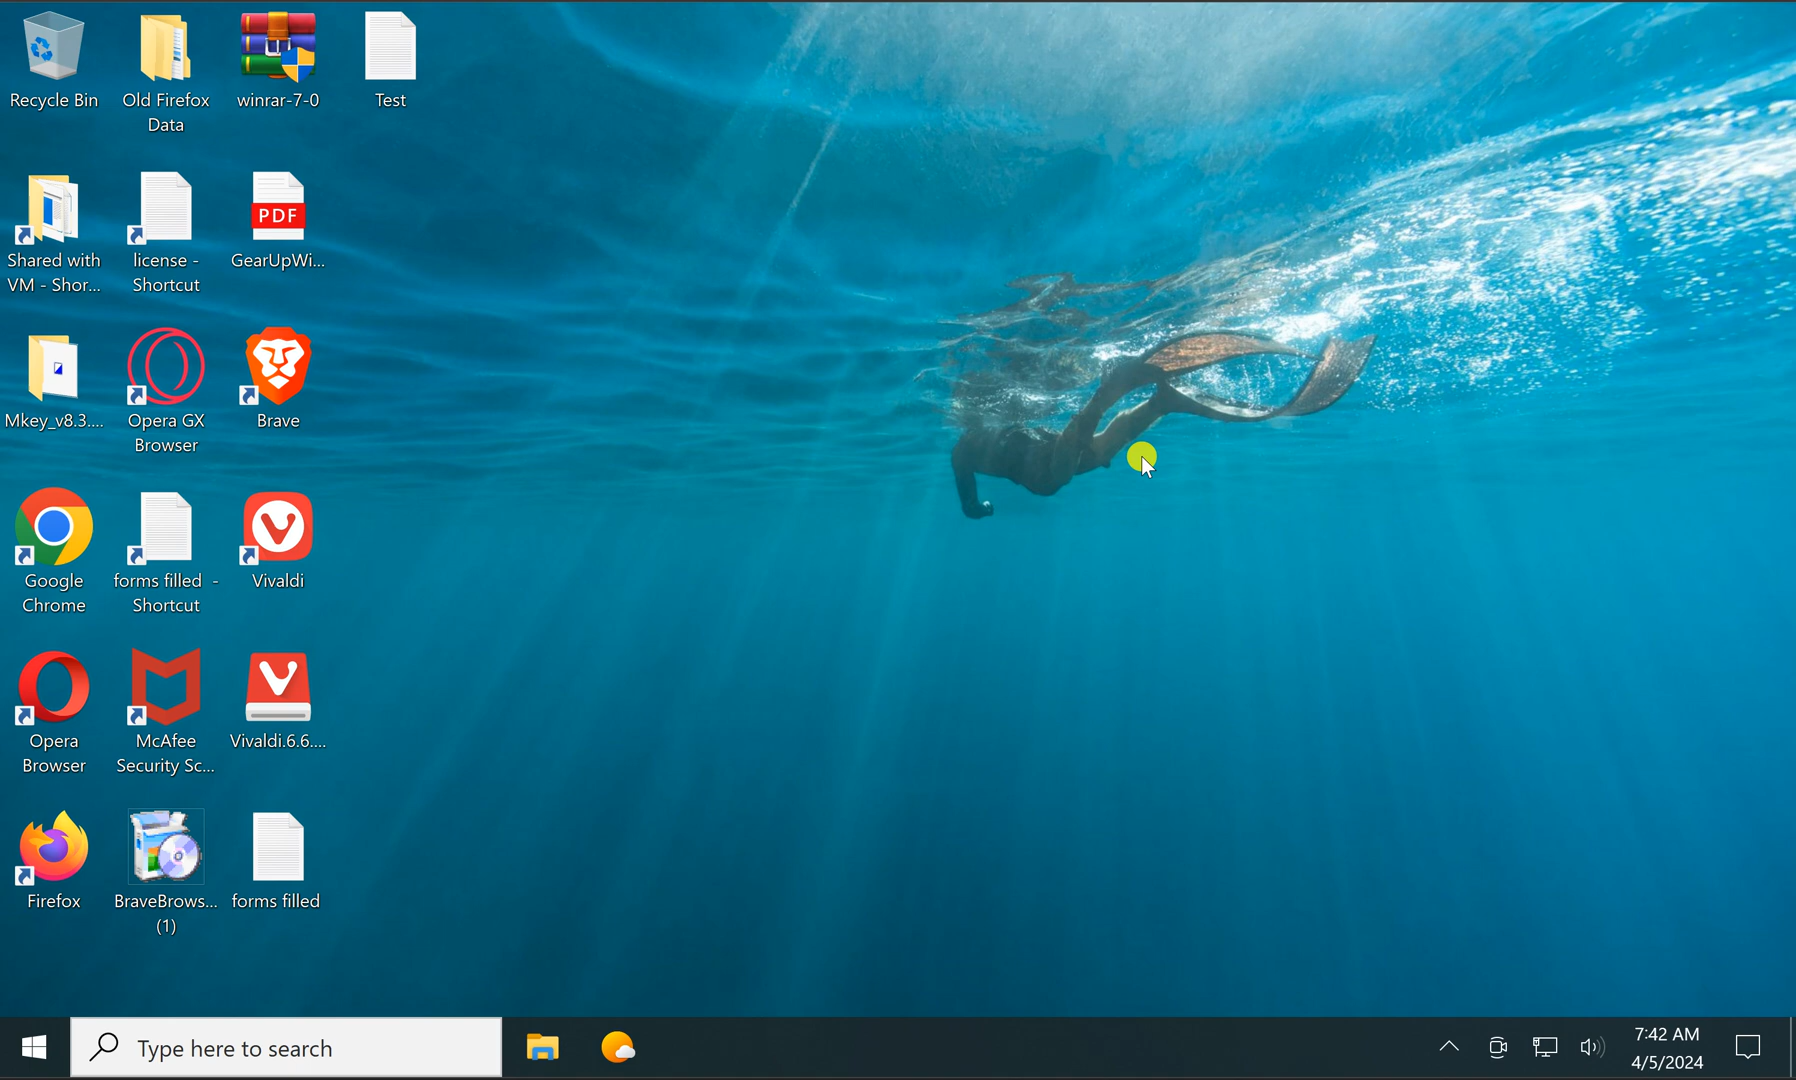 Recycle Bin
Old Firefox
Data
winrar-7-0
Test
Shared with
VM - Shor...
license -
Shortcut
PDF
GearUpWi...
Mkey_v8.3....
Opera GX
Browser
Brave
Google
Chrome
forms filled -
Shortcut
Vivaldi
Opera
Browser
McAfee
Security Sc...
Vivaldi.6.6....
Firefox
BraveBrows...
(1)
forms filled
Type here to search
7:42 AM
4/5/2024